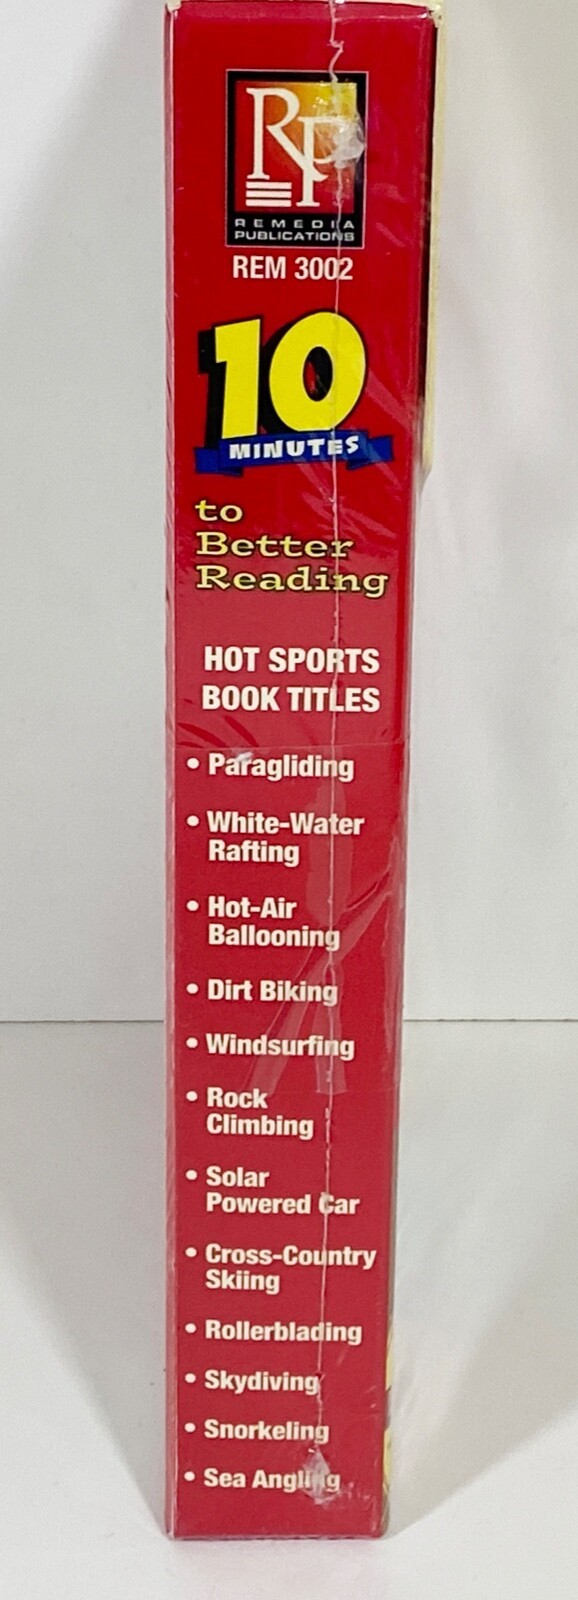 RP
REMEDIA
PUBLICATIONS
REM 3002
10
MINUTES
to
Better
Reading
HOT SPORTS
BOOK TITLES
• Paragliding
• White-Water
Rafting
• Hot-Air
Ballooning
• Dirt Biking
• Windsurfing
• Rock
Climbing
• Solar
Powered Car
• Cross-Country
Skiing
• Rollerblading
• Skydiving
• Snorkeling
• Sea Angling